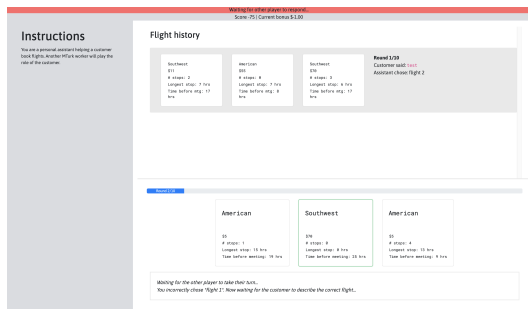 Waiting for other player to respond...
Score -75 | Current bonus $-1.00
Instructions
You are a personal assistant helping a customer
book flights. Another MTurk worker will play the
role of the customer.
Flight history
Southwest
$11
# stops: 2
Longest stop: 7 hrs
Time before mtg: 17
hrs
American
# stops: 0
Longest stop: 7 hrs
Time before mtg: 8
hrs
Southwest
$70
Longest stop: 6 hrs
Time before mtg: 17
hrs
Round 1/10
Customer said: test
Assistant chose: flight 2
Round 2/10
American
$5
# stops: 1
Longest stop: 15 hrs
Time before meeting: 19 hrs
Southwest
# stops: 0
Longest stop: 0 hrs
Time before meeting: 25 hrs
American
# stops: 4
Longest stop: 13 hrs
Time before meeting: 9 hrs
Waiting for the other player to take their turn...
You incorrectly chose "flight 1". Now waiting for the customer to describe the correct flight...